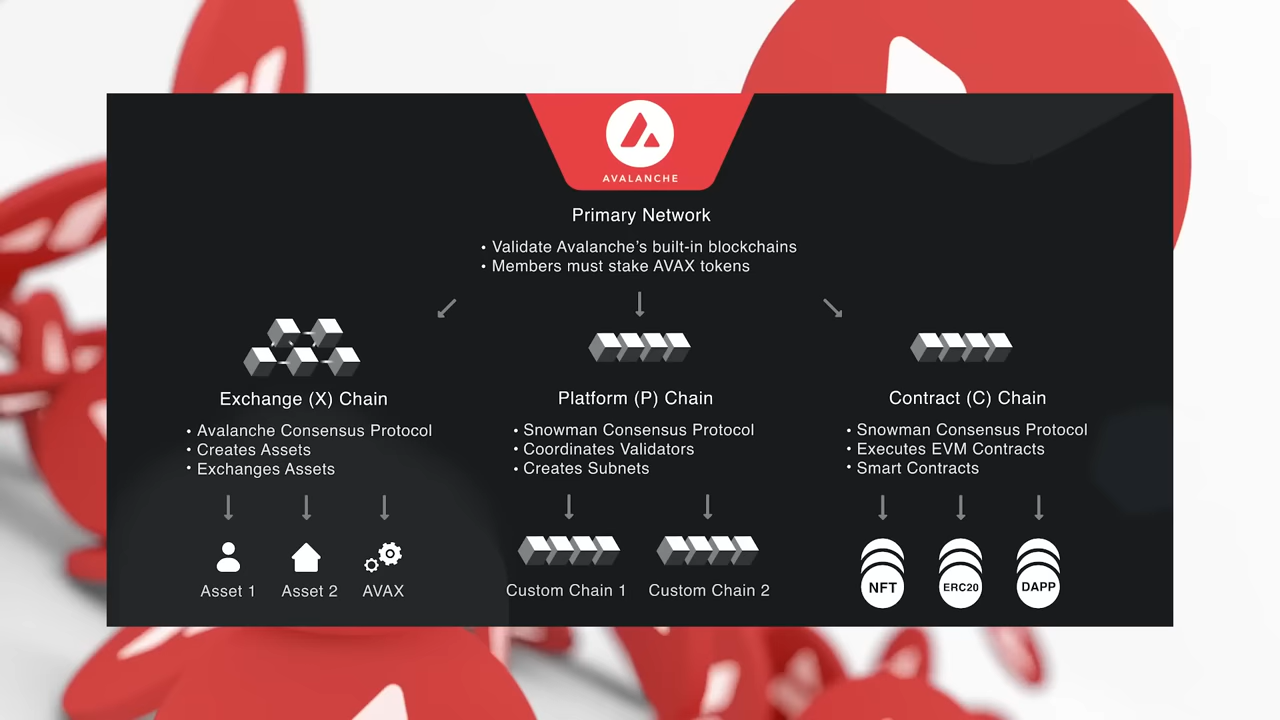 AVALANCHE
Primary Network
• Validate Avalanche’s built-in blockchains
• Members must stake AVAX tokens
Exchange (X) Chain
• Avalanche Consensus Protocol
• Creates Assets
• Exchanges Assets
Asset 1
Asset 2
AVAX
Platform (P) Chain
• Snowman Consensus Protocol
• Coordinates Validators
• Creates Subnets
Custom Chain 1
Custom Chain 2
Contract (C) Chain
• Snowman Consensus Protocol
• Executes EVM Contracts
• Smart Contracts
NFT
ERC20
DAPP